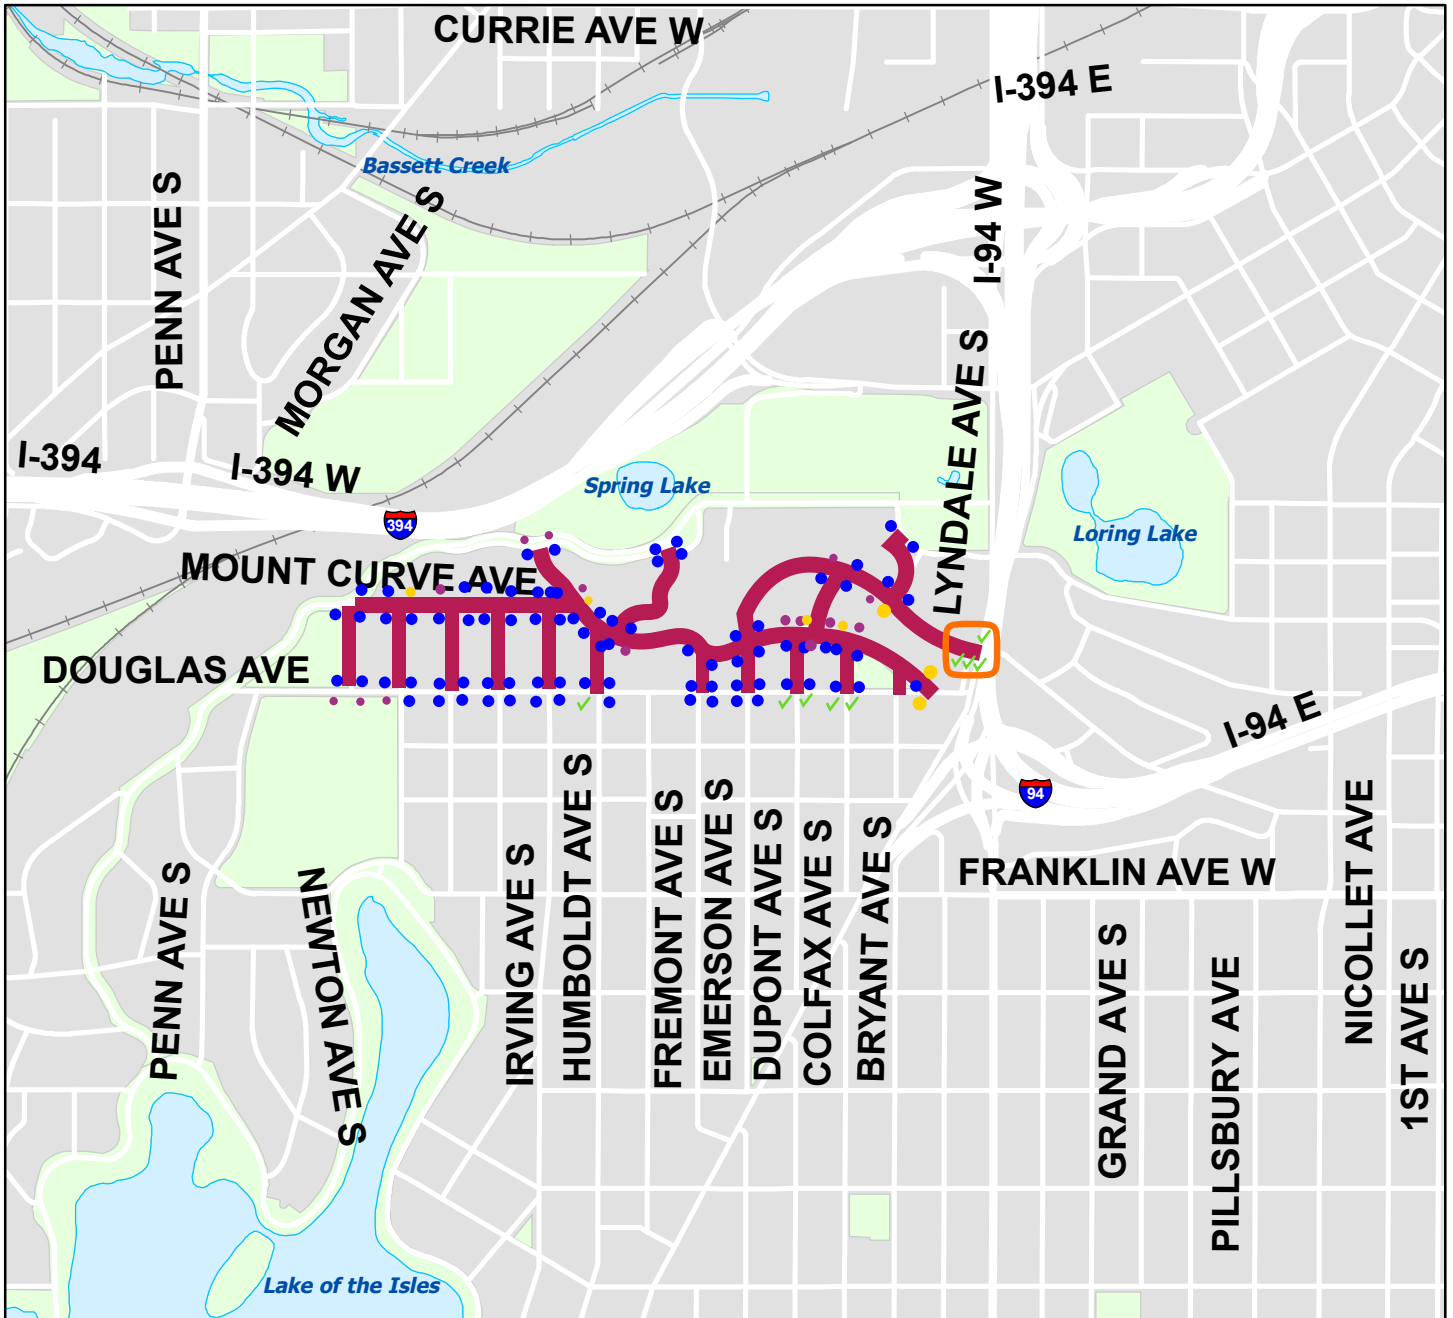 CURRIE AVE W
I-394 E
Bassett Creek
PENN AVE S
MORGAN AVE S
I-94 W
LYNDALE AVE S
I-394
I-394 W
394
Spring Lake
Loring Lake
MOUNT CURVE AVE
DOUGLAS AVE
I-94 E
94
FRANKLIN AVE W
PENN AVE S
NEWTON AVE S
IRVING AVE S
HUMBOLDT AVE S
FREMONT AVE S
EMERSON AVE S
DUPONT AVE S
COLFAX AVE S
BRYANT AVE S
GRAND AVE S
PILLSBURY AVE
NICOLLET AVE
1ST AVE S
Lake of the Isles